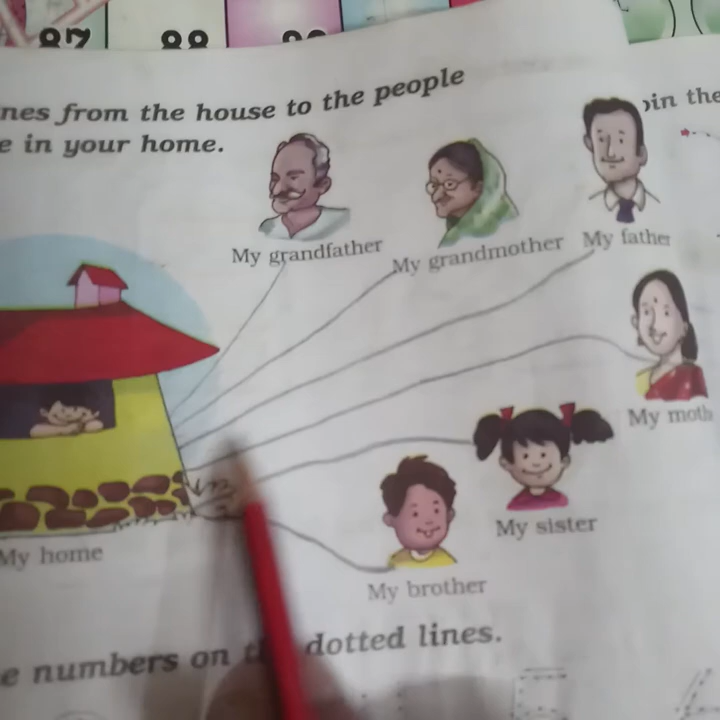 87 88
nes from the house to the people
e in your home.
My grandfather
My grandmother
My father
My moth
My sister
My brother
My home
e numbers on dotted lines.
in the